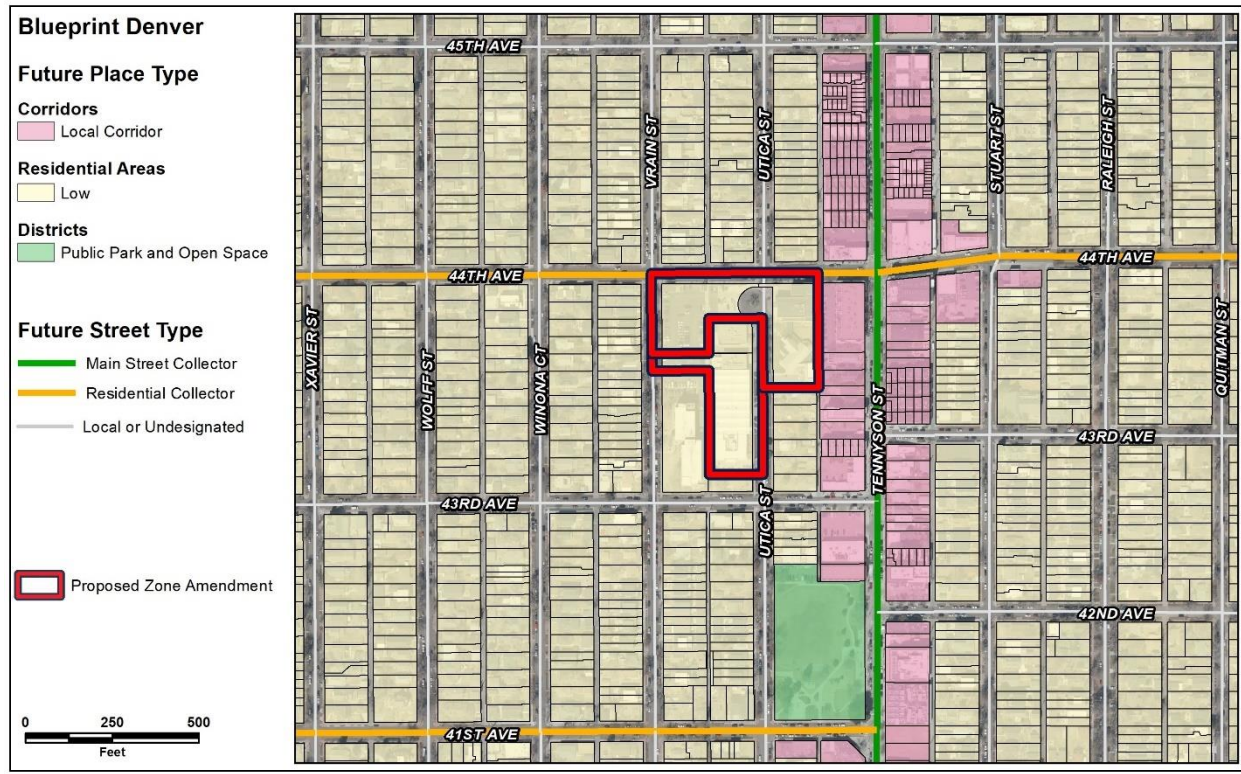 Blueprint Denver
Future Place Type
Corridors
Local Corridor
Residential Areas
Low
Districts
Public Park and Open Space
Future Street Type
Main Street Collector
Residential Collector
Local or Undesignated
Proposed Zone Amendment
0 250 500
Feet
45TH AVE
VRAIN ST
UTICA ST
STUART ST
RALEIGH ST
44TH AVE
44TH AVE
XAVIER ST
WOLFF ST
WINONA CT
TENNYSON ST
QUITMAN ST
43RD AVE
43RD AVE
UTICA ST
42ND AVE
41ST AVE